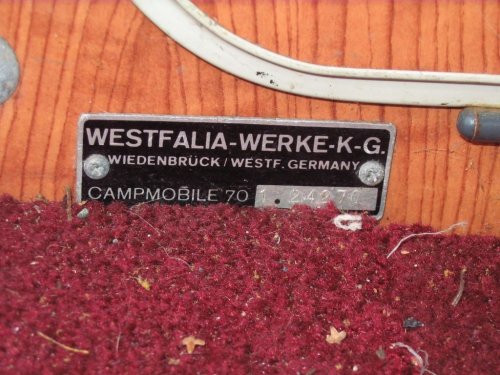 WESTFALIA-WERKE-K-G.
WIEDENBRÜCK/WESTF. GERMANY
CAMPMOBILE 70